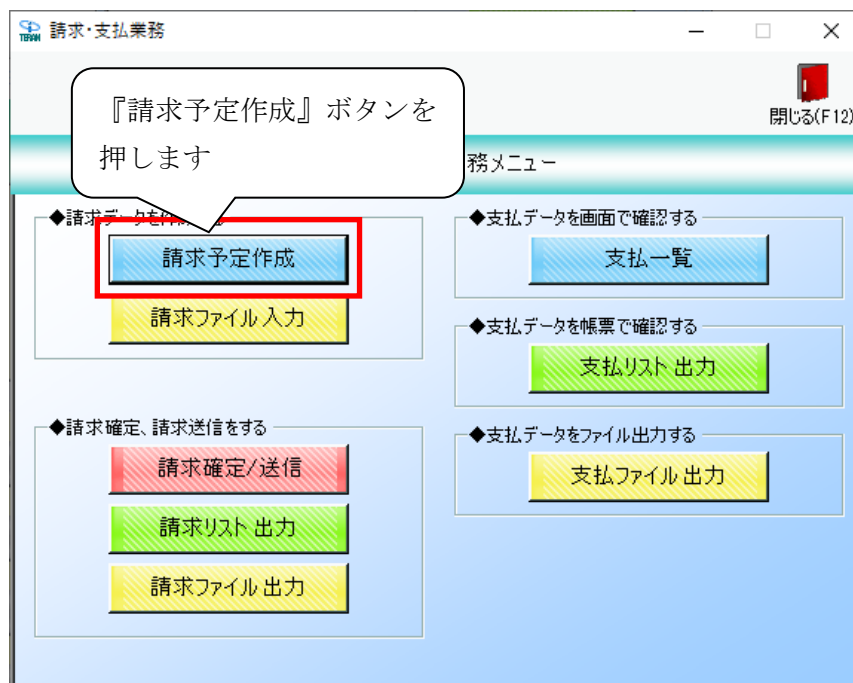 TERAM
請求・支払業務
閉じる(F12)
『請求予定作成』ボタンを
押します
務メニュー
◆請求データを作
請求予定作成
請求ファイル入力
◆請求確定、請求送信をする
請求確定/送信
請求リスト出力
請求ファイル出力
◆支払データを画面で確認する
支払一覧
◆支払データを帳票で確認する
支払リスト出力
◆支払データをファイル出力する
支払ファイル出力